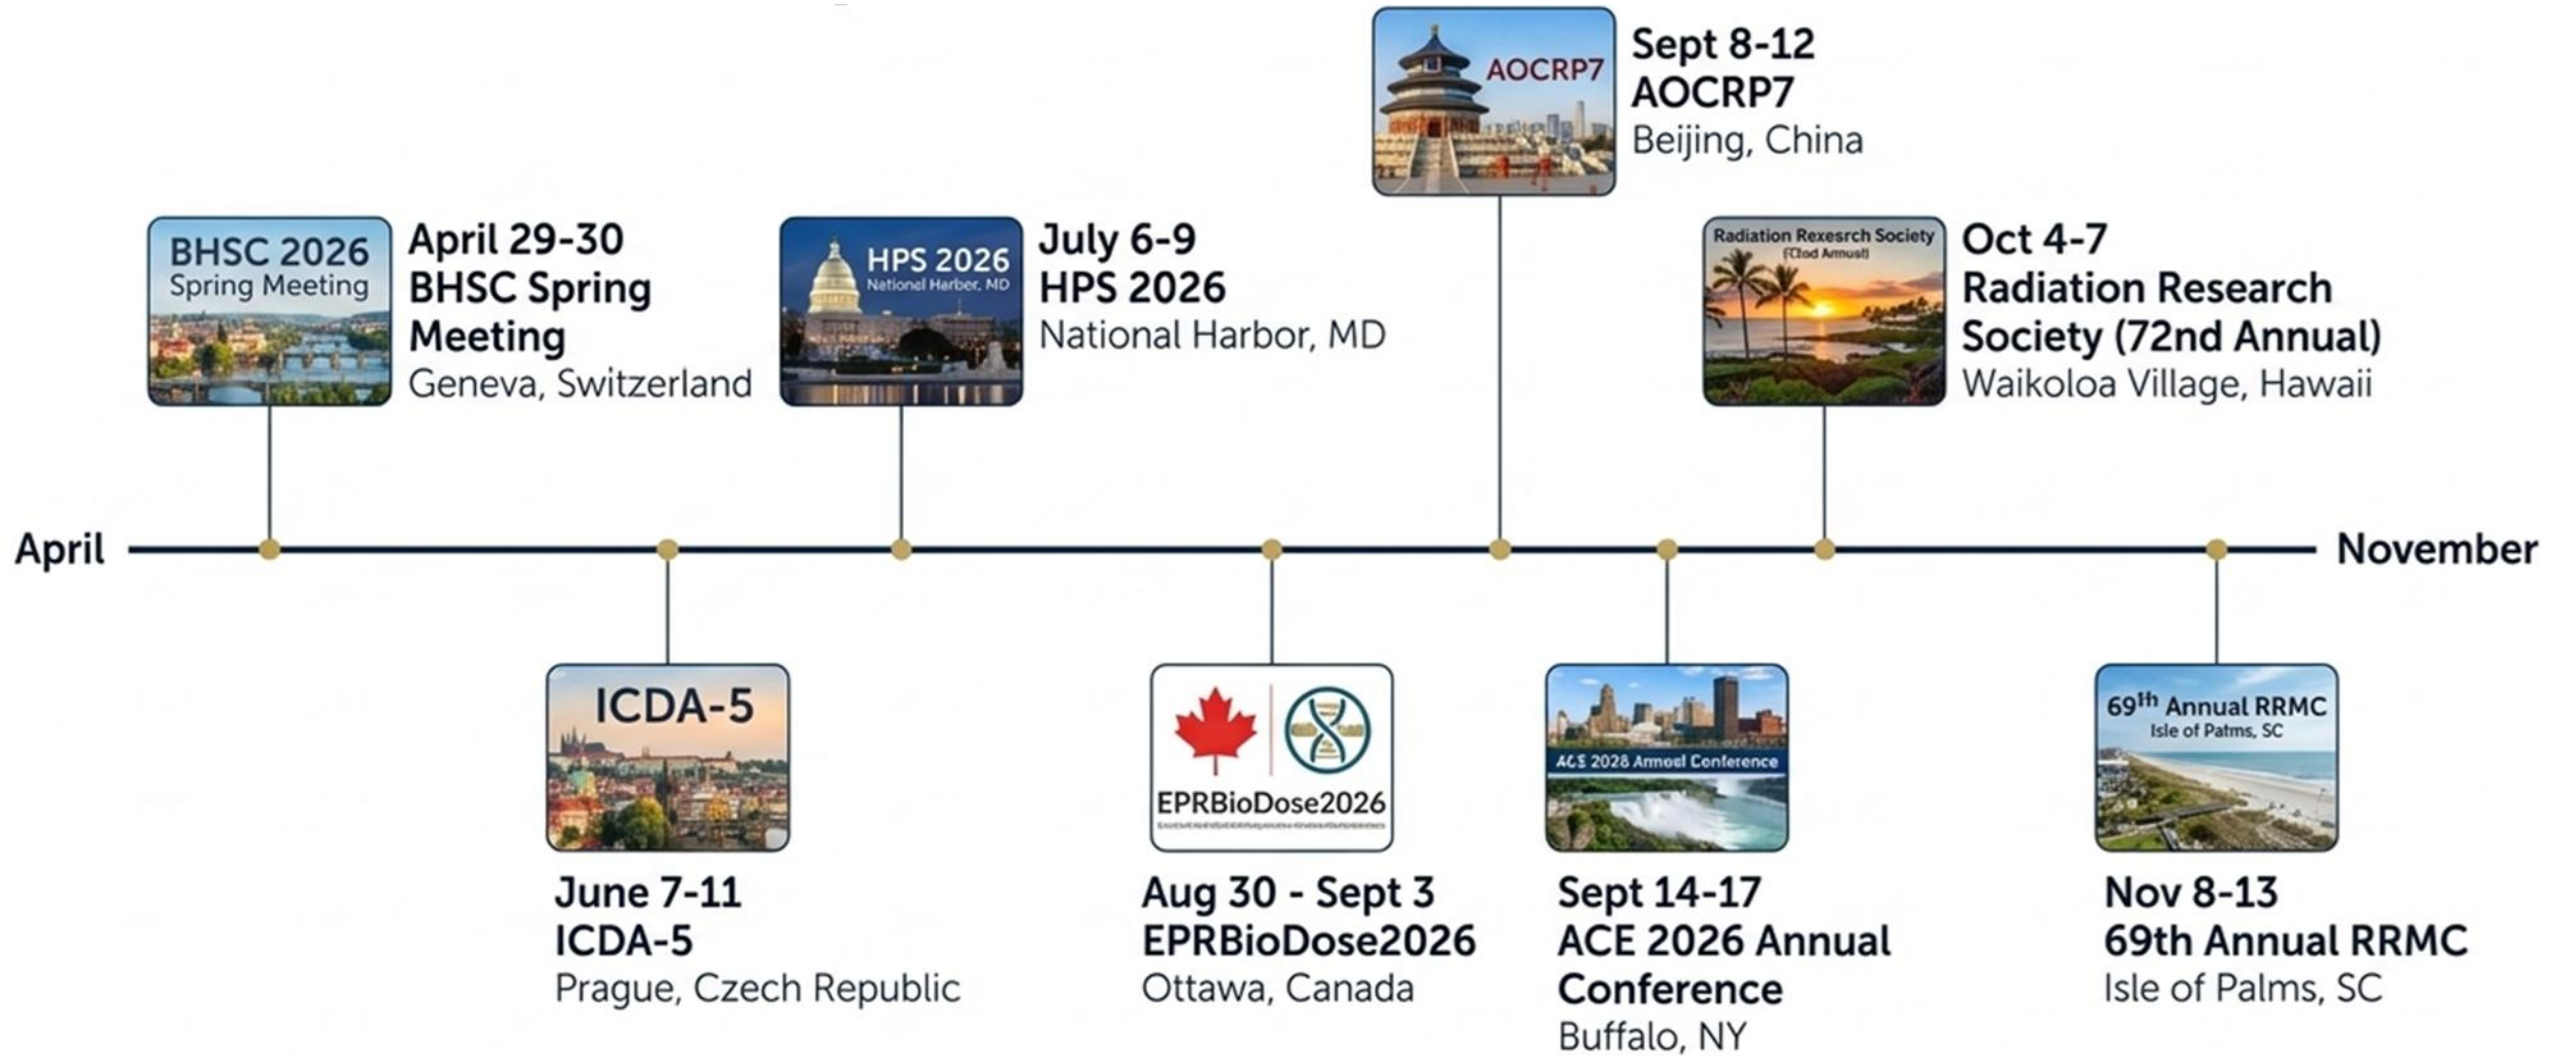 AOCRP7
Sept 8-12
AOCRP7
Beijing, China
BHSC 2026
Spring Meeting
April 29-30
BHSC Spring
Meeting
Geneva, Switzerland
HPS 2026
National Harber, MD
July 6-9
HPS 2026
National Harbor, MD
Radiation Rexesrch Society
Oct 4-7
Radiation Research
Society (72nd Annual)
Waikoloa Village, Hawaii
April
November
ICDA-5
June 7-11
ICDA-5
Prague, Czech Republic
EPRBioDose2026
Aug 30 - Sept 3
EPRBioDose2026
Ottawa, Canada
ACE 2028 Armosl Conference
Sept 14-17
ACE 2026 Annual
Conference
Buffalo, NY
69th Annual RRMC
Isle of Patms, SC
Nov 8-13
69th Annual RRMC
Isle of Palms, SC